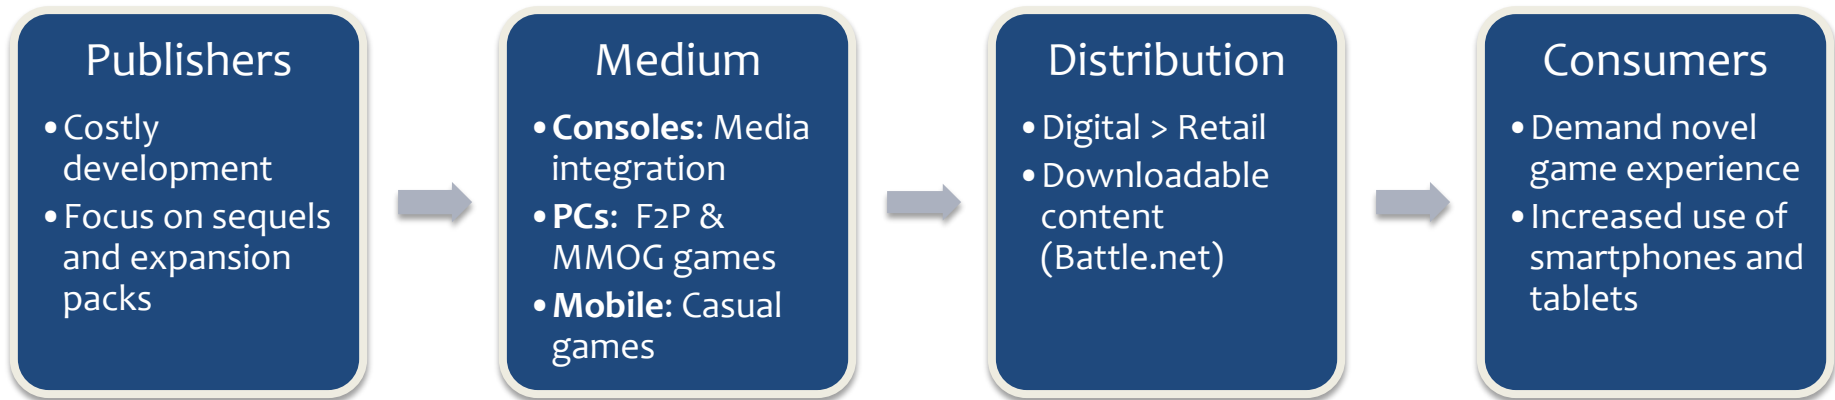 Publishers
• Costly
development
• Focus on sequels
and expansion
packs
Medium
• Consoles: Media
integration
• PCs: F2P &
MMOG games
• Mobile: Casual
games
Distribution
• Digital > Retail
• Downloadable
content
(Battle.net)
Consumers
• Demand novel
game experience
• Increased use of
smartphones and
tablets